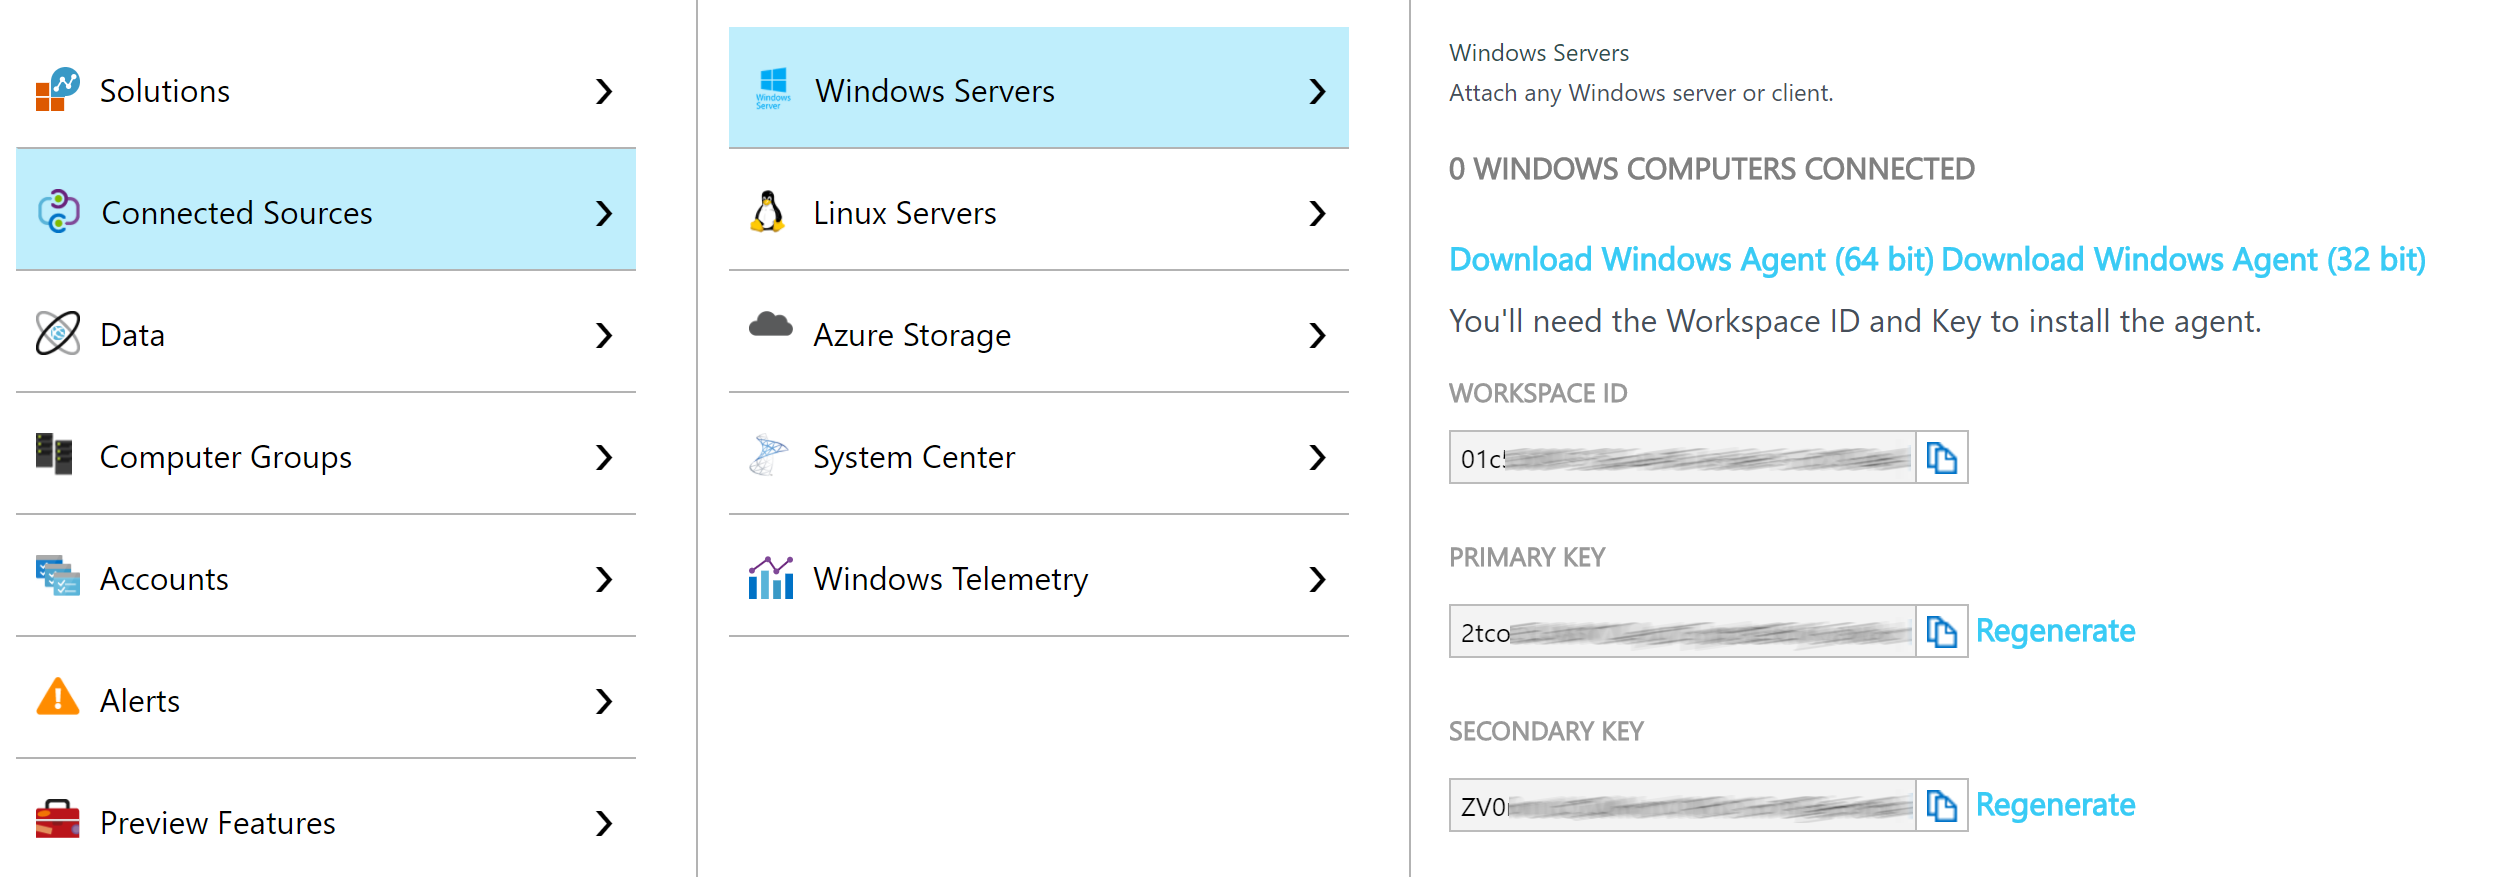 Solutions
Connected Sources
Data
Computer Groups
Accounts
Alerts
Preview Features
Windows Server
Windows Servers
Linux Servers
Azure Storage
System Center
Windows Telemetry
Windows Servers
Attach any Windows server or client.
0 WINDOWS COMPUTERS CONNECTED
Download Windows Agent (64 bit) Download Windows Agent (32 bit)
You'll need the Workspace ID and Key to install the agent.
WORKSPACE ID
01c
PRIMARY KEY
2tco
Regenerate
SECONDARY KEY
ZV0
Regenerate